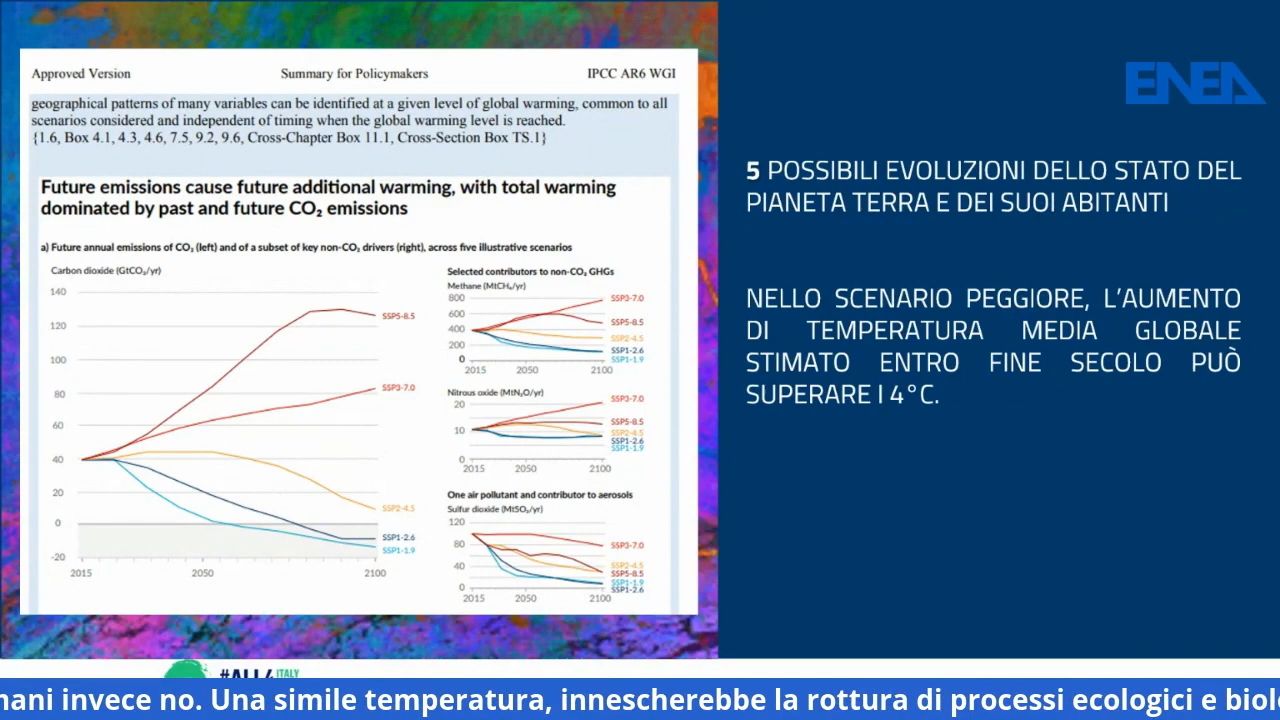 Approved Version Summary for Policymakers IPCC AR6 WGI
geographical patterns of many variables can be identified at a given level of global warming, common to all
scenarios considered and independent of timing when the global warming level is reached.
{1.6, Box 4.1, 4.3, 4.6, 7.5, 9.2, 9.6, Cross-Chapter Box 11.1, Cross-Section Box TS.1}
Future emissions cause future additional warming, with total warming
dominated by past and future CO₂ emissions
a) Future annual emissions of CO₂ (left) and of a subset of key non-CO₂ drivers (right), across five illustrative scenarios
Carbon dioxide (GtCO₂/yr)
140
120
100
80
60
40
20
0
-20
2015 2050 2100
SSP5-8.5
SSP3-7.0
SSP2-4.5
SSP1-2.6
SSP1-1.9
Selected contributors to non-CO₂ GHGs
Methane (MtCH₄/yr)
800
600
400
200
0
2015 2050 2100
SSP3-7.0
SSP5-8.5
SSP2-4.5
SSP1-2.6
SSP1-1.9
Nitrous oxide (MtN₂O/yr)
20
10
0
2015 2050 2100
SSP3-7.0
SSP5-8.5
SSP2-4.5
SSP1-2.6
SSP1-1.9
One air pollutant and contributor to aerosols
Sulfur dioxide (MtSO₂/yr)
120
80
40
0
2015 2050 2100
SSP3-7.0
SSP2-4.5
SSP5-8.5
SSP1-1.9
SSP1-2.6
ENEA
5 POSSIBILI EVOLUZIONI DELLO STATO DEL
PIANETA TERRA E DEI SUOI ABITANTI
NELLO SCENARIO PEGGIORE, L'AUMENTO
DI TEMPERATURA MEDIA GLOBALE
STIMATO ENTRO FINE SECOLO PUÒ
SUPERARE I 4°C.
#ALL4 ITALY
invece no. Una simile temperatura, innescherebbe la rottura di processi ecologici e